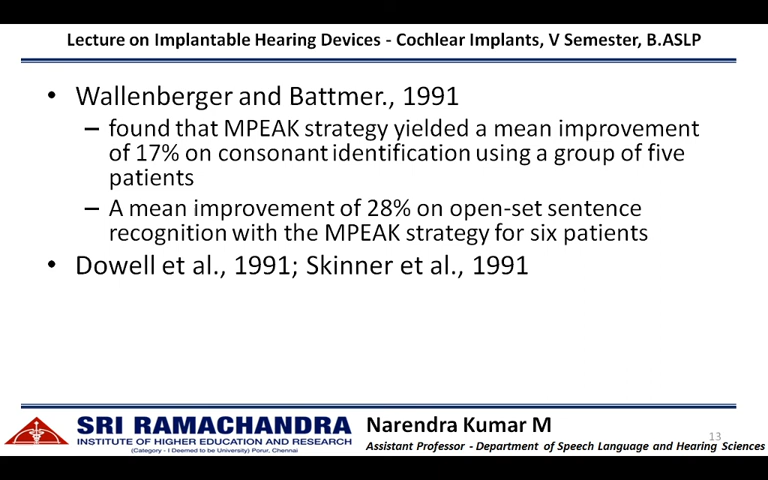 Lecture on Implantable Hearing Devices - Cochlear Implants, V Semester, B.ASLP
• Wallenberger and Battmer., 1991
– found that MPEAK strategy yielded a mean improvement
of 17% on consonant identification using a group of five
patients
– A mean improvement of 28% on open-set sentence
recognition with the MPEAK strategy for six patients
• Dowell et al., 1991; Skinner et al., 1991
SRI RAMACHANDRA
INSTITUTE OF HIGHER EDUCATION AND RESEARCH
(Category - I Deemed to be University) Porur, Chennai
Narendra Kumar M
13
Assistant Professor - Department of Speech Language and Hearing Sciences